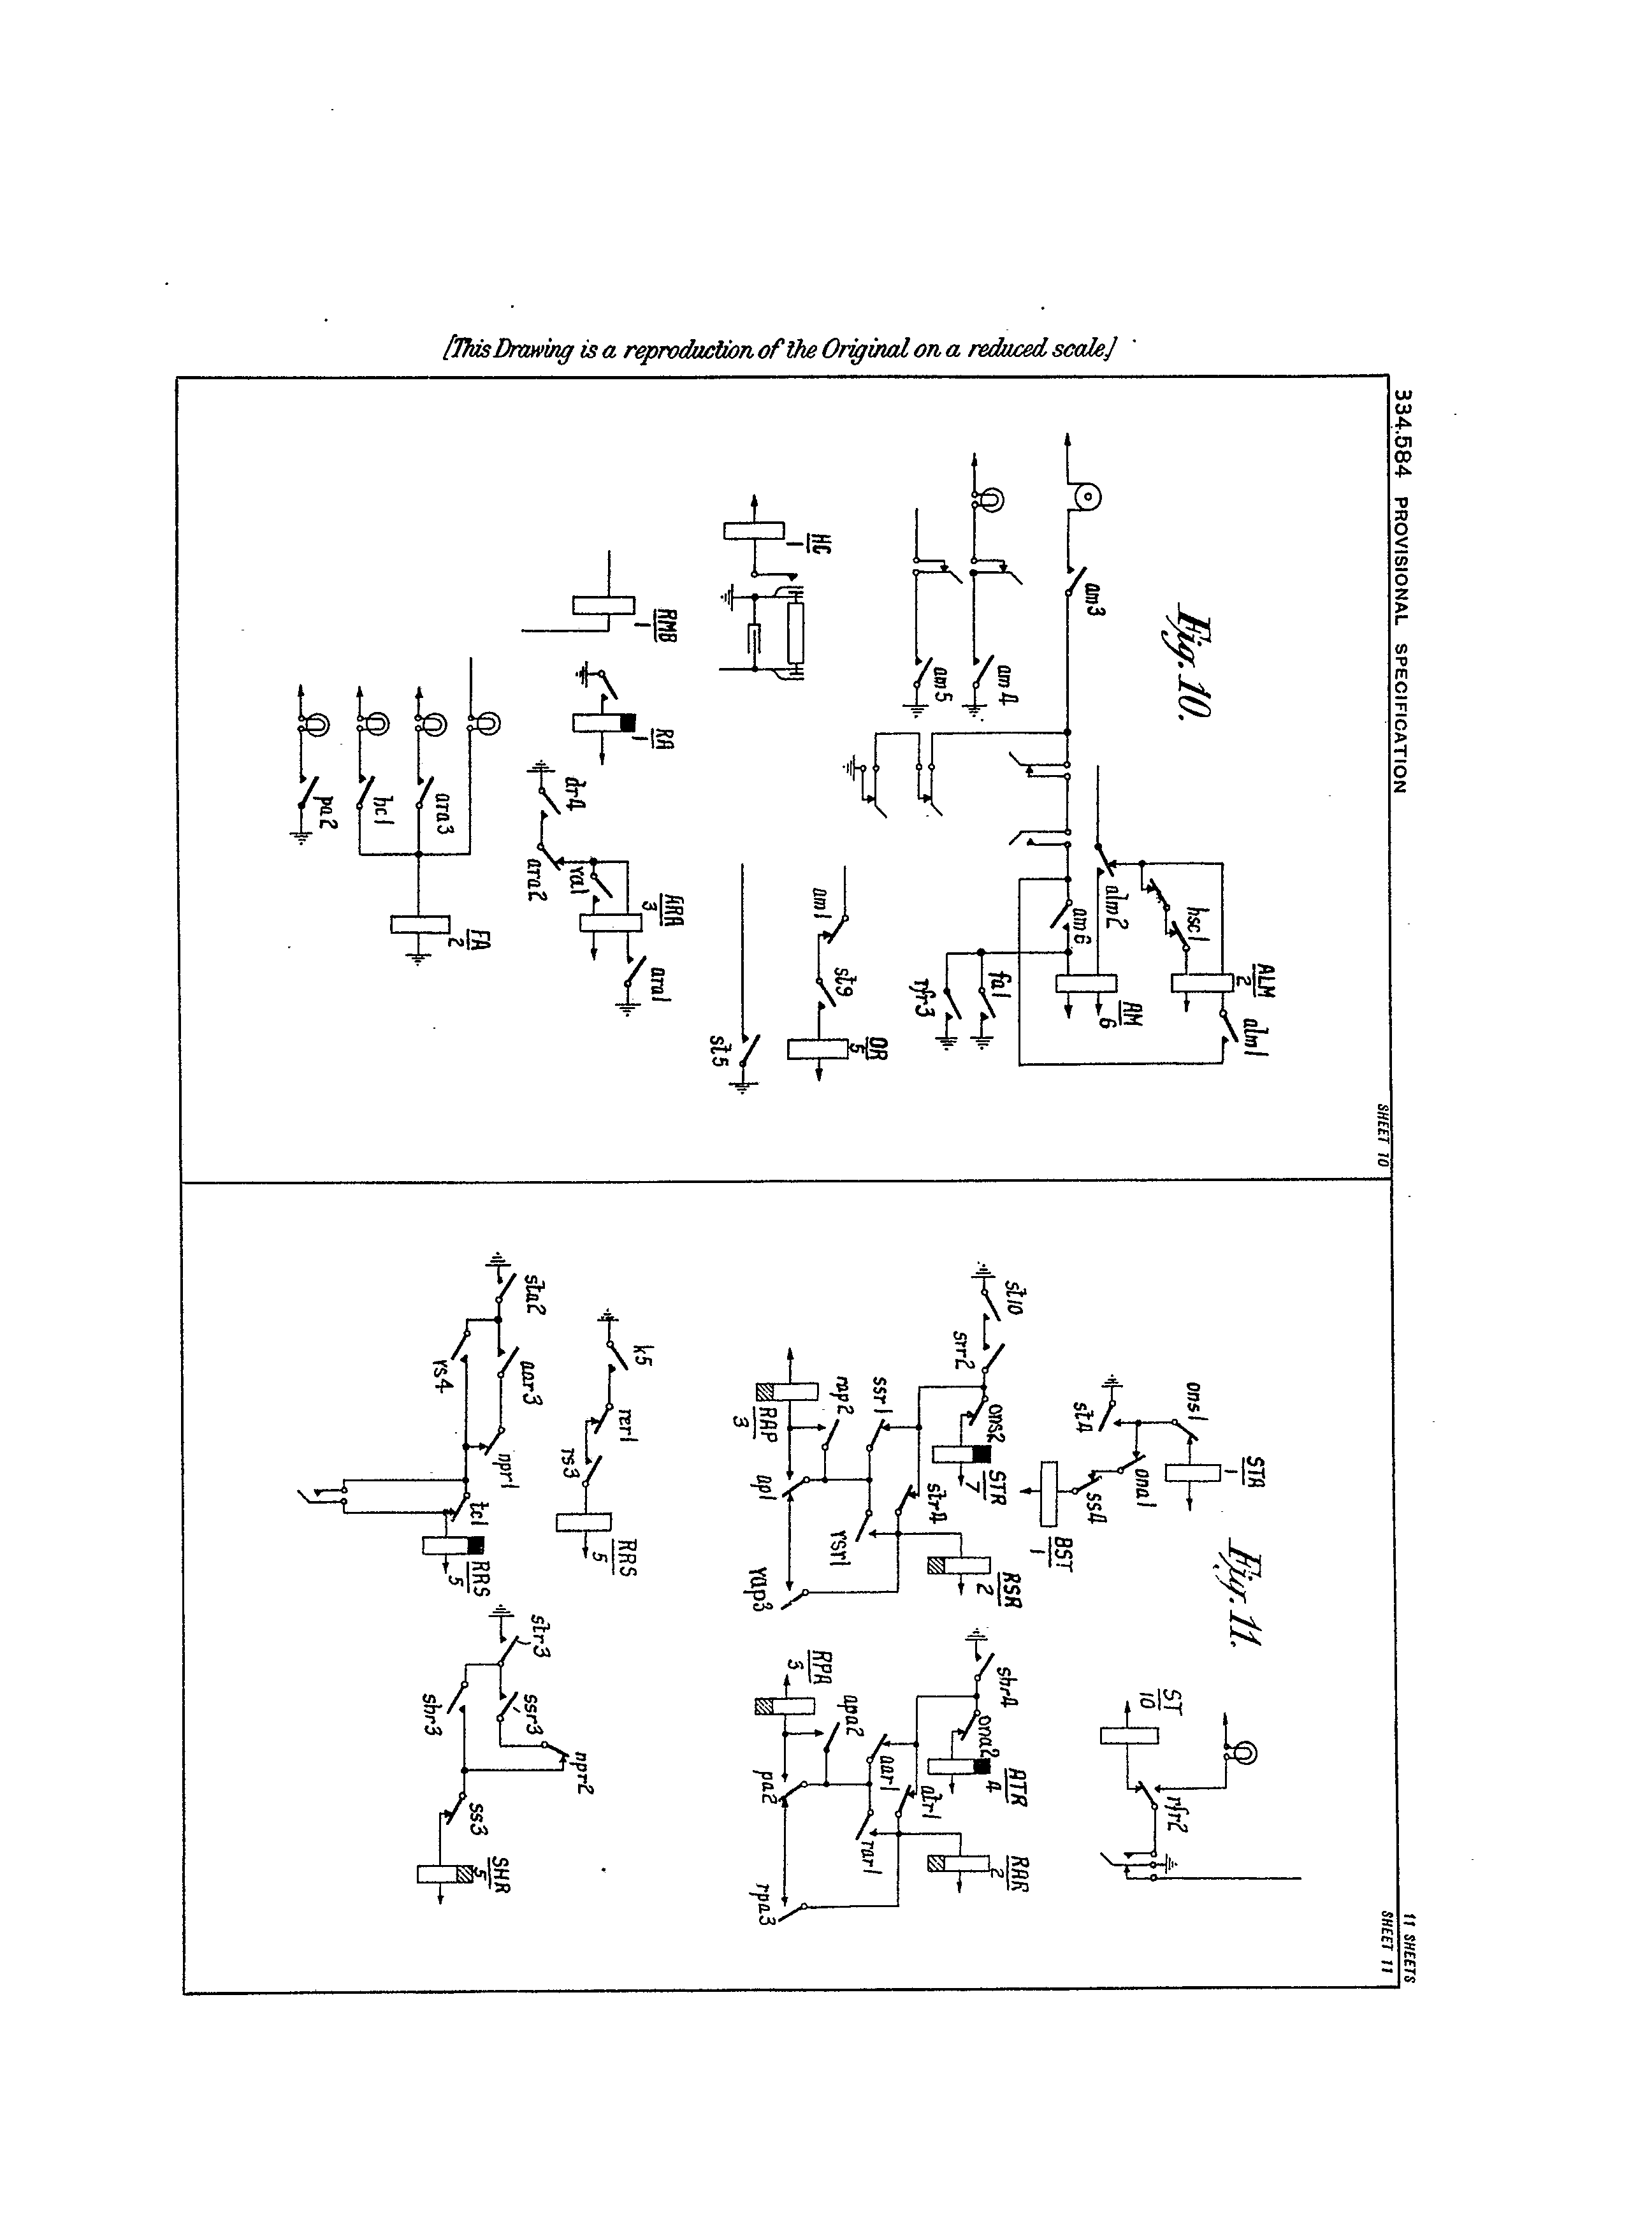 [This Drawing is a reproduction of the Original on a reduced scale.]
334.584 PROVISIONAL SPECIFICATION
SHEET 10
11 SHEETS
SHEET 11
Fig. 10.
am3
am4
am5
alm2
hsc1
ALM
2
alm1
am6
AM
6
fa1
rfr3
HC
1
am1
st9
OR
5
st5
RMB
1
RA
1
dr4
ara2
ra1
ARA
3
ara1
ara3
hc1
pa2
FA
2
Fig. 11.
ons1
STA
1
st4
ona1
ss4
BST
1
ST
10
rfr2
st10
srr2
ons2
STR
7
str4
ssr1
rap2
RAP
3
ap1
rsr1
RSR
2
rap3
shr4
ona2
ATR
4
atr1
aar1
apa2
RPA
3
pa2
rar1
RAR
2
rpa3
k5
rcr1
rs3
RRS
5
sta2
aar3
rs4
npr1
tc1
RRS
5
str3
ssr3
shr3
npr2
ss3
SHR
5